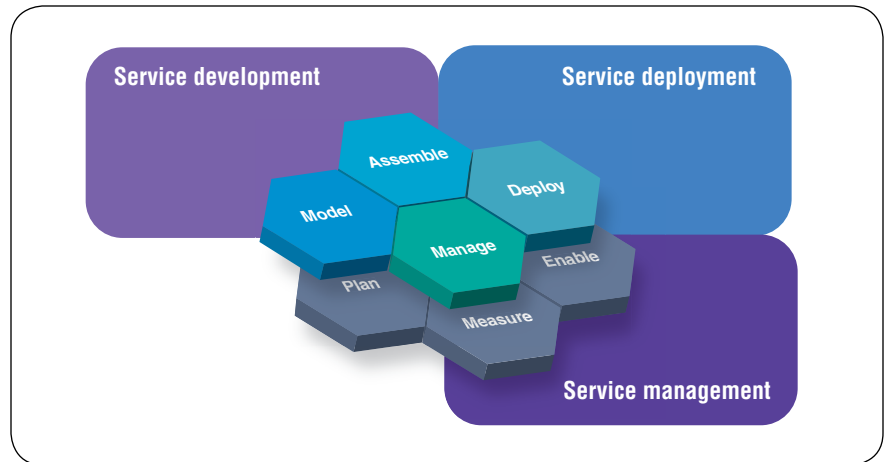 Service development
Service deployment
Assemble
Deploy
Model
Manage
Enable
Plan
Measure
Service management